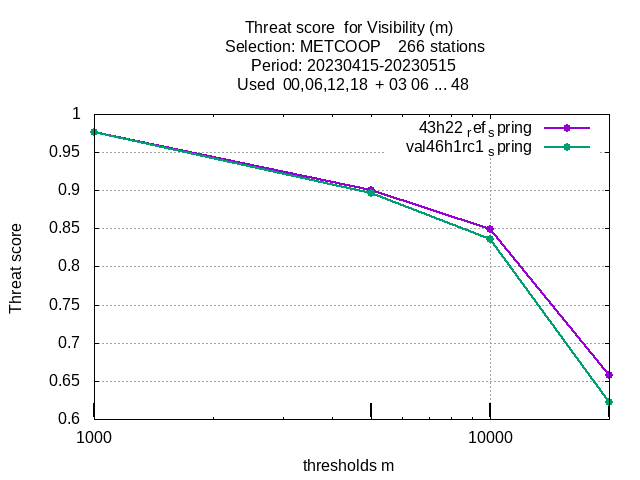 Threat score  for Visibility (m)
Selection: METCOOP    266 stations
Period: 20230415-20230515
Used  00,06,12,18  + 03 06 ... 48
43h22 ref spring
val46h1rc1 spring
1
0.95
0.9
0.85
0.8
0.75
0.7
0.65
0.6
Threat score
1000
10000
thresholds m